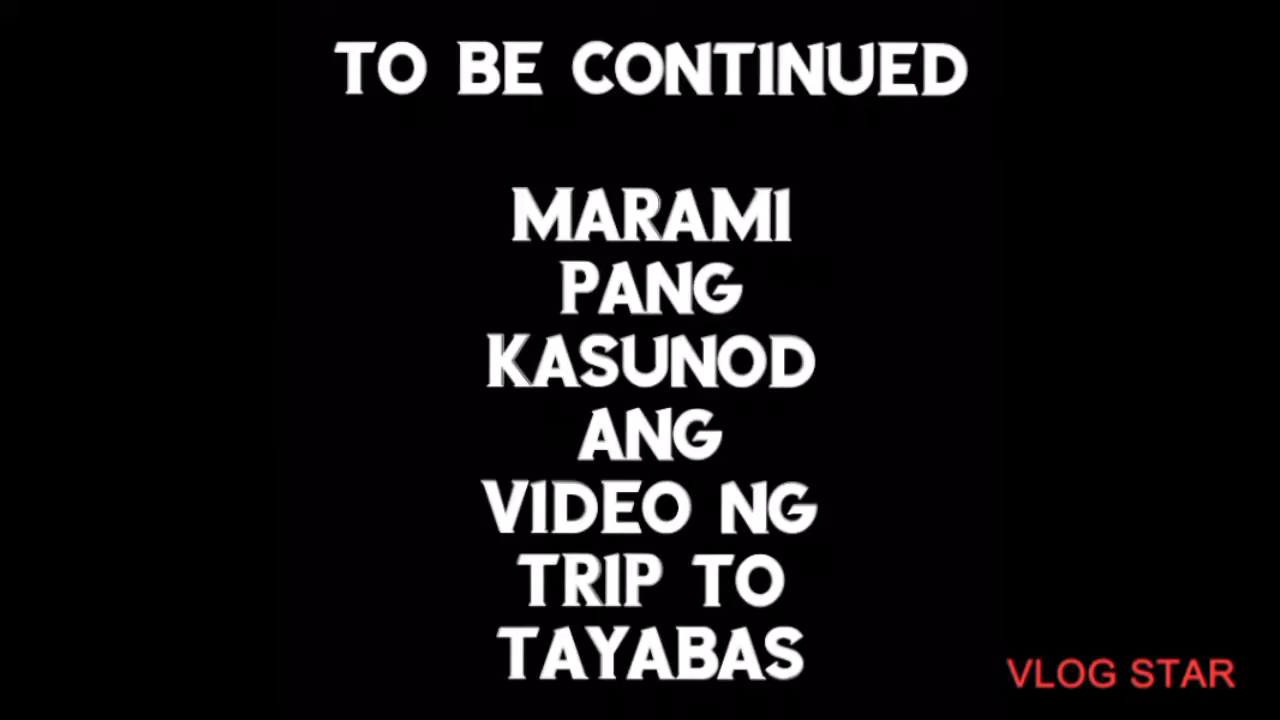 TO BE CONTINUED
MARAMI
PANG
KASUNOD
ANG
VIDEO NG
TRIP TO
TAYABAS
VLOG STAR